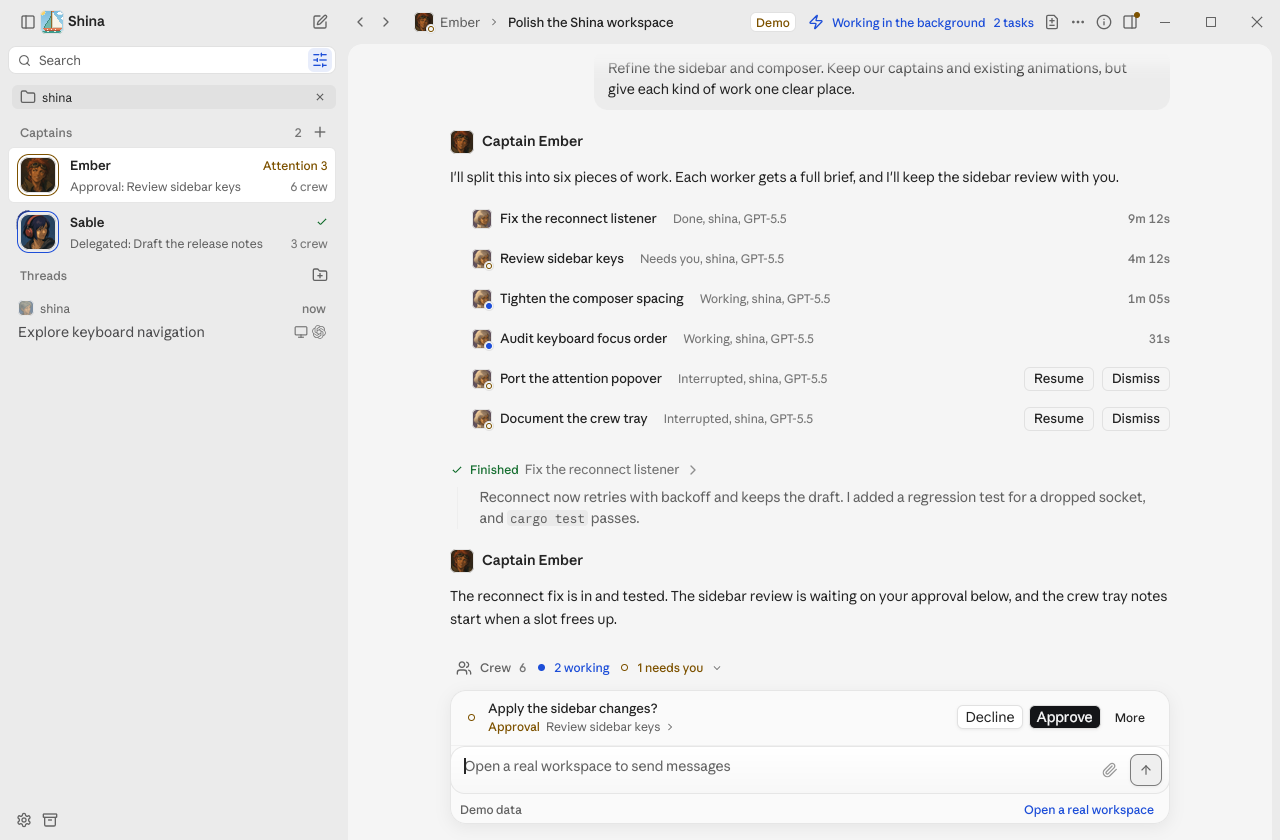 Shina
Search
shina
Captains 2
Ember Attention 3
Approval: Review sidebar keys 6 crew
Sable
Delegated: Draft the release notes 3 crew
Threads
shina now
Explore keyboard navigation
Ember Polish the Shina workspace Demo Working in the background 2 tasks
Refine the sidebar and composer. Keep our captains and existing animations, but
give each kind of work one clear place.
Captain Ember
I'll split this into six pieces of work. Each worker gets a full brief, and I'll keep the sidebar review with you.
Fix the reconnect listener Done, shina, GPT-5.5 9m 12s
Review sidebar keys Needs you, shina, GPT-5.5 4m 12s
Tighten the composer spacing Working, shina, GPT-5.5 1m 05s
Audit keyboard focus order Working, shina, GPT-5.5 31s
Port the attention popover Interrupted, shina, GPT-5.5 Resume Dismiss
Document the crew tray Interrupted, shina, GPT-5.5 Resume Dismiss
Finished Fix the reconnect listener
Reconnect now retries with backoff and keeps the draft. I added a regression test for a dropped socket,
and cargo test passes.
Captain Ember
The reconnect fix is in and tested. The sidebar review is waiting on your approval below, and the crew tray notes
start when a slot frees up.
Crew 6 2 working 1 needs you
Apply the sidebar changes?
Approval Review sidebar keys
Decline Approve More
Open a real workspace to send messages
Demo data Open a real workspace